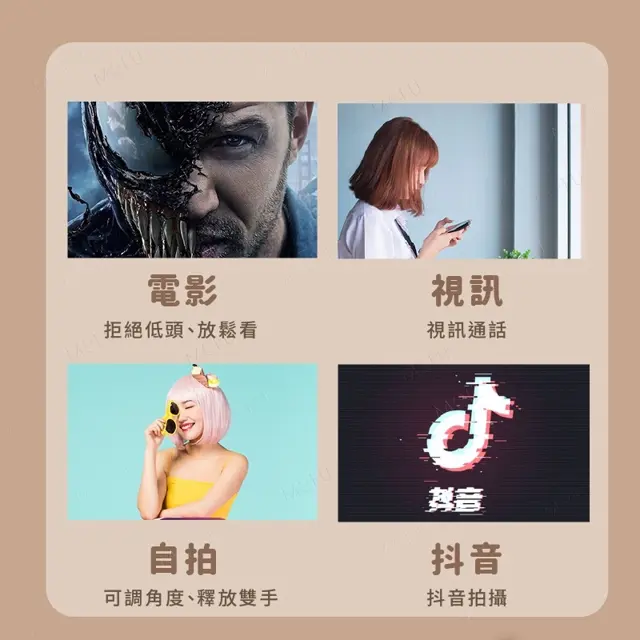 電影
拒絕低頭、放鬆看
視訊
視訊通話
自拍
可調角度、釋放雙手
抖音
抖音
抖音拍攝